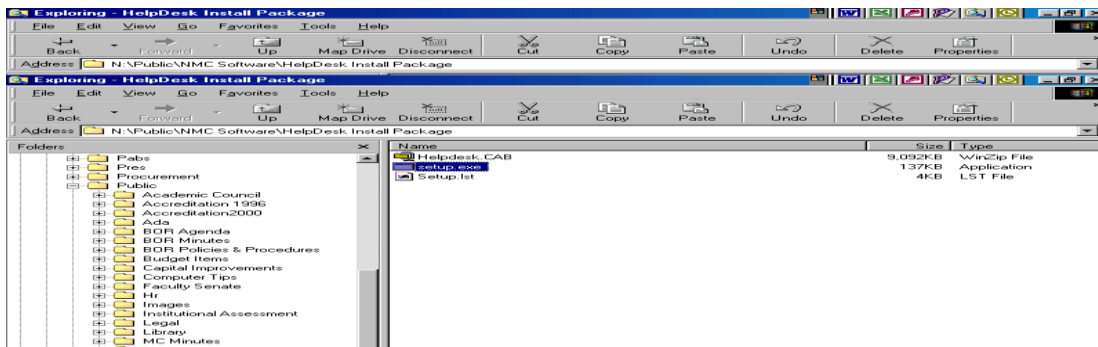 Exploring - HelpDesk Install Package
File Edit View Go Favorites Tools Help
Back Forward Up Map Drive Disconnect Cut Copy Paste Undo Delete Properties
Address N:\Public\NMC Software\HelpDesk Install Package
Exploring - HelpDesk Install Package
File Edit View Go Favorites Tools Help
Back Forward Up Map Drive Disconnect Cut Copy Paste Undo Delete Properties
Address N:\Public\NMC Software\HelpDesk Install Package
Folders
Name Size Type
Helpdesk.CAB 9,092KB WinZip File
setup.exe 137KB Application
Setup.lst 4KB LST File
Pabs
Pres
Procurement
Public
Academic Council
Accreditation 1996
Accreditation2000
Ada
BOR Agenda
BOR Minutes
BOR Policies & Procedures
Budget Items
Capital Improvements
Computer Tips
Faculty Senate
Hr
Images
Institutional Assessment
Legal
Library
MC Minutes